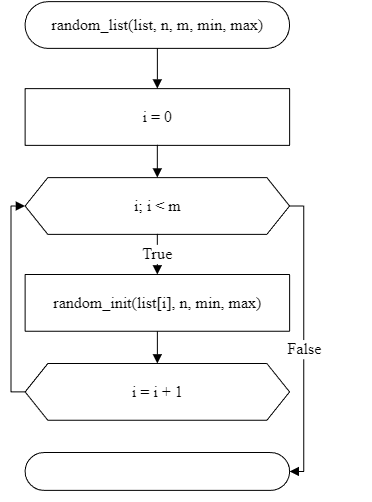 random_list(list, n, m, min, max)
i = 0
i; i < m
True
random_init(list[i], n, min, max)
False
i = i + 1